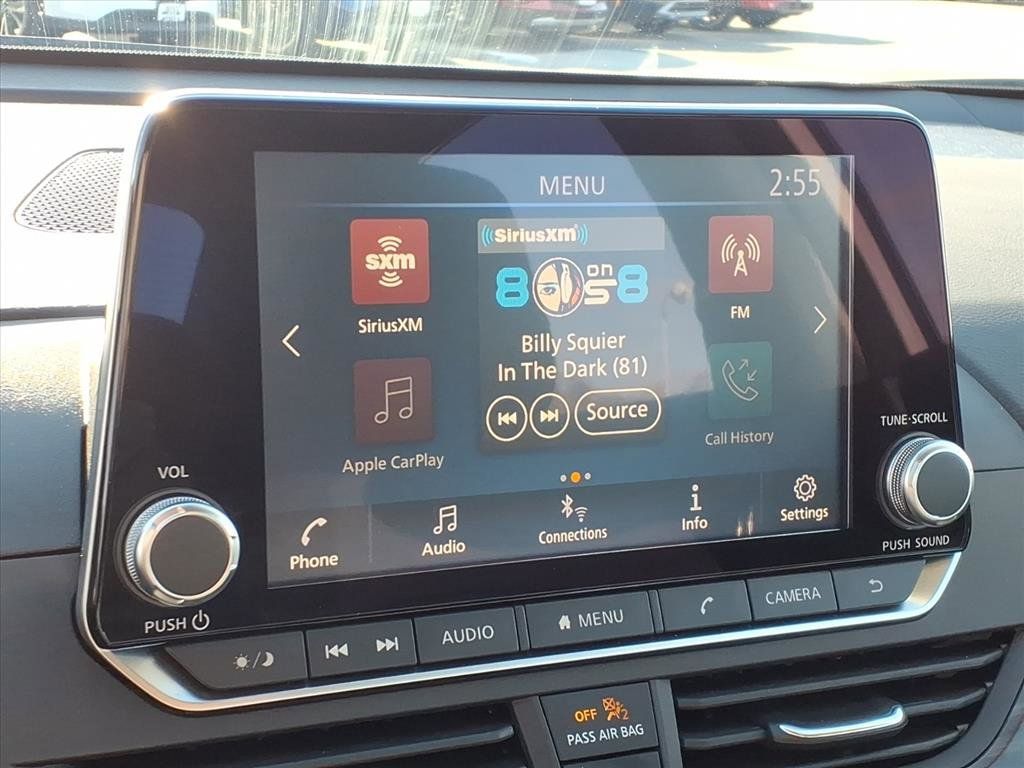 MENU
2:55
sxm
SiriusXM
SiriusXM
8 on 8
Billy Squier
In The Dark (81)
Source
FM
Apple CarPlay
Call History
Phone
Audio
Connections
Info
Settings
VOL
PUSH
TUNE·SCROLL
PUSH SOUND
AUDIO
MENU
CAMERA
OFF 2
PASS AIR BAG